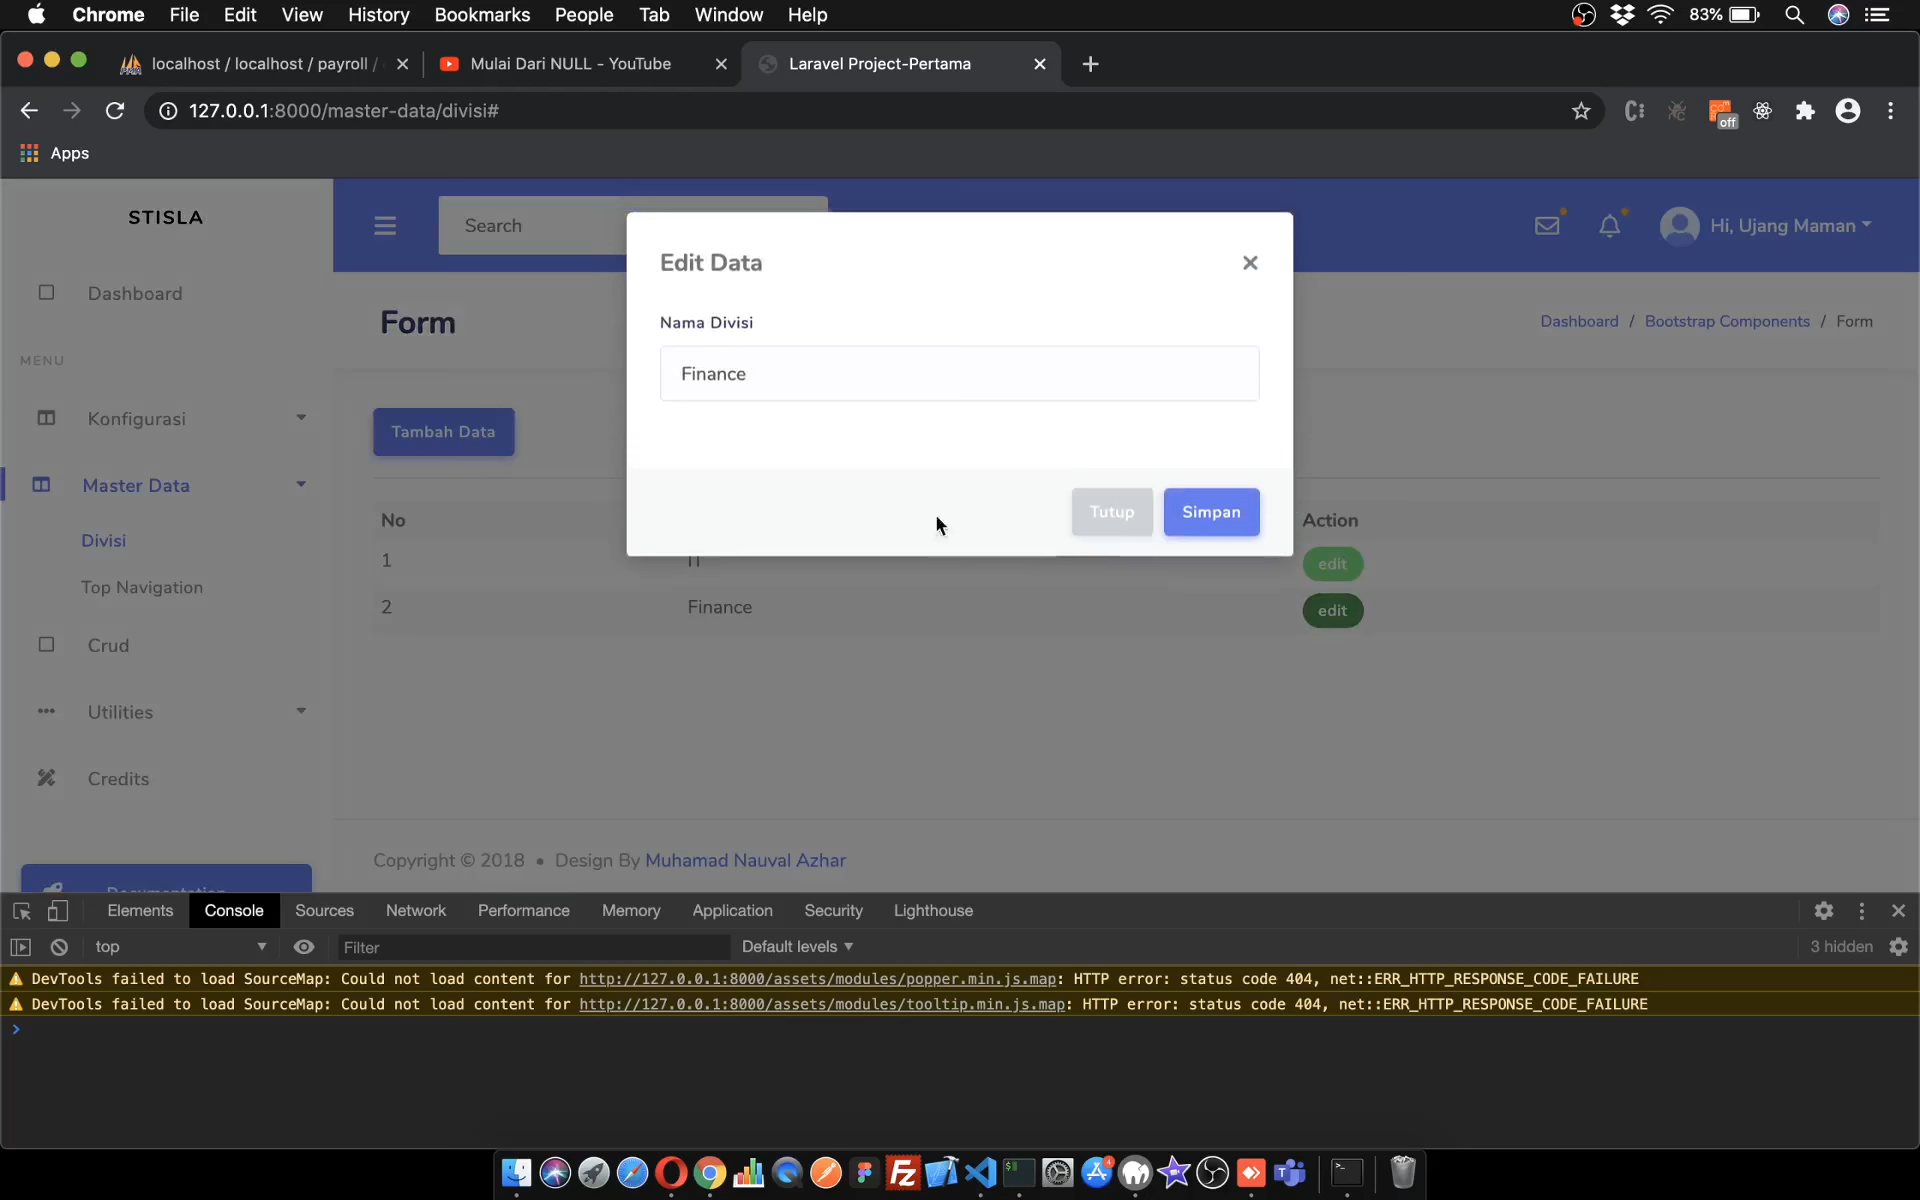 Chrome File Edit View History Bookmarks People Tab Window Help 83%
localhost / localhost / payroll / Mulai Dari NULL - YouTube Laravel Project-Pertama
127.0.0.1:8000/master-data/divisi# off
Apps
STISLA
Search
Hi, Ujang Maman
Edit Data
Nama Divisi
Finance
Tutup Simpan
Dashboard
MENU
Konfigurasi
Master Data
Divisi
Top Navigation
Crud
Utilities
Credits
Form
Dashboard / Bootstrap Components / Form
Tambah Data
No Action
1 edit
2 Finance edit
Copyright © 2018 • Design By Muhamad Nauval Azhar
Elements Console Sources Network Performance Memory Application Security Lighthouse
top Filter Default levels 3 hidden
DevTools failed to load SourceMap: Could not load content for http://127.0.0.1:8000/assets/modules/popper.min.js.map: HTTP error: status code 404, net::ERR_HTTP_RESPONSE_CODE_FAILURE
DevTools failed to load SourceMap: Could not load content for http://127.0.0.1:8000/assets/modules/tooltip.min.js.map: HTTP error: status code 404, net::ERR_HTTP_RESPONSE_CODE_FAILURE